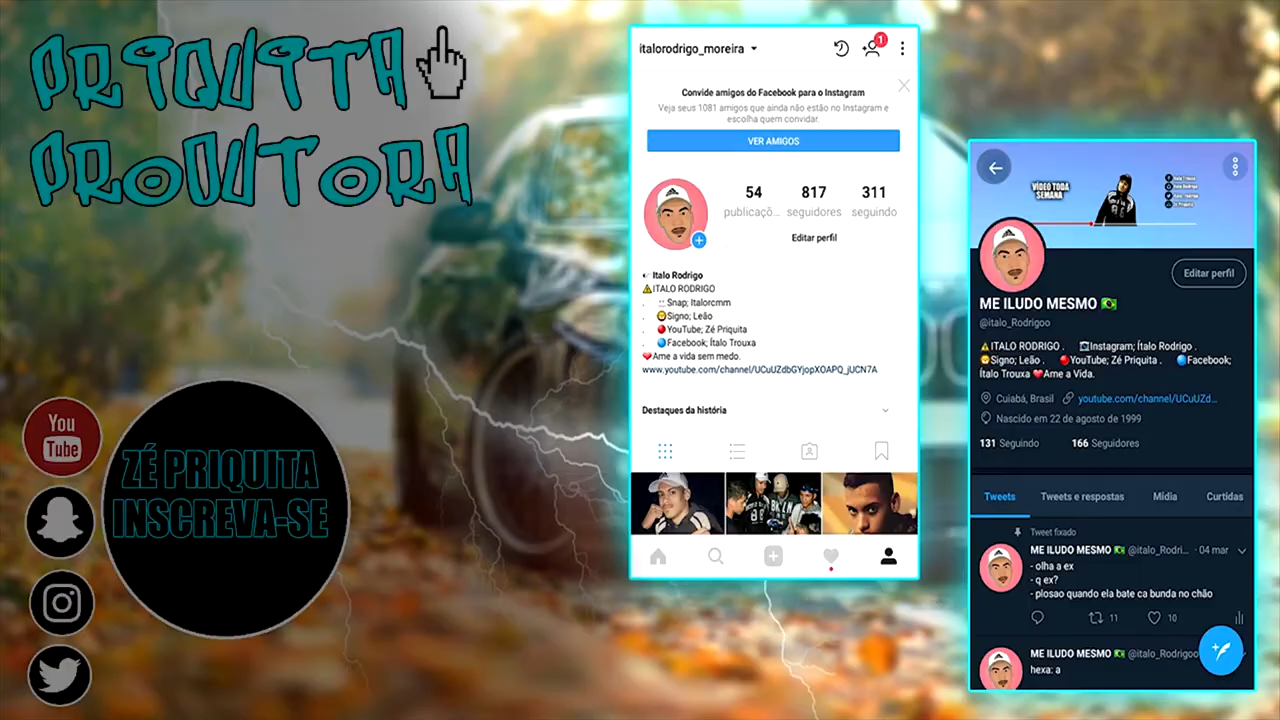 PRIQUITA
PRODUTORA
You
Tube
ZÉ PRIQUITA
INSCREVA-SE
italorodrigo_moreira
1
Convide amigos do Facebook para o Instagram
Veja seus 1081 amigos que ainda não estão no Instagram e
escolha quem convidar.
VER AMIGOS
54 817 311
publicaçõ... seguidores seguindo
Editar perfil
Italo Rodrigo
⚠ITALO RODRIGO
. Snap; Italorcmm
. Signo; Leão
. 🔴YouTube; Zé Priquita
. 🔵Facebook; Ítalo Trouxa
❤Ame a vida sem medo.
www.youtube.com/channel/UCuUZdbGYjopXOAPQ_jUCN7A
Destaques da história
VÍDEO TODA
SEMANA
Editar perfil
ME ILUDO MESMO 🇧🇷
@italo_Rodrigoo
⚠ITALO RODRIGO . Instagram; Ítalo Rodrigo .
Signo; Leão . 🔴YouTube; Zé Priquita . 🔵Facebook;
Ítalo Trouxa ❤Ame a Vida.
Cuiabá, Brasil youtube.com/channel/UCuUZd...
Nascido em 22 de agosto de 1999
131 Seguindo 166 Seguidores
Tweets Tweets e respostas Mídia Curtidas
Tweet fixado
ME ILUDO MESMO 🇧🇷 @italo_Rodri... · 04 mar
- olha a ex
- q ex?
- plosao quando ela bate ca bunda no chão
11 10
ME ILUDO MESMO 🇧🇷 @italo_Rodrigoo
hexa: a